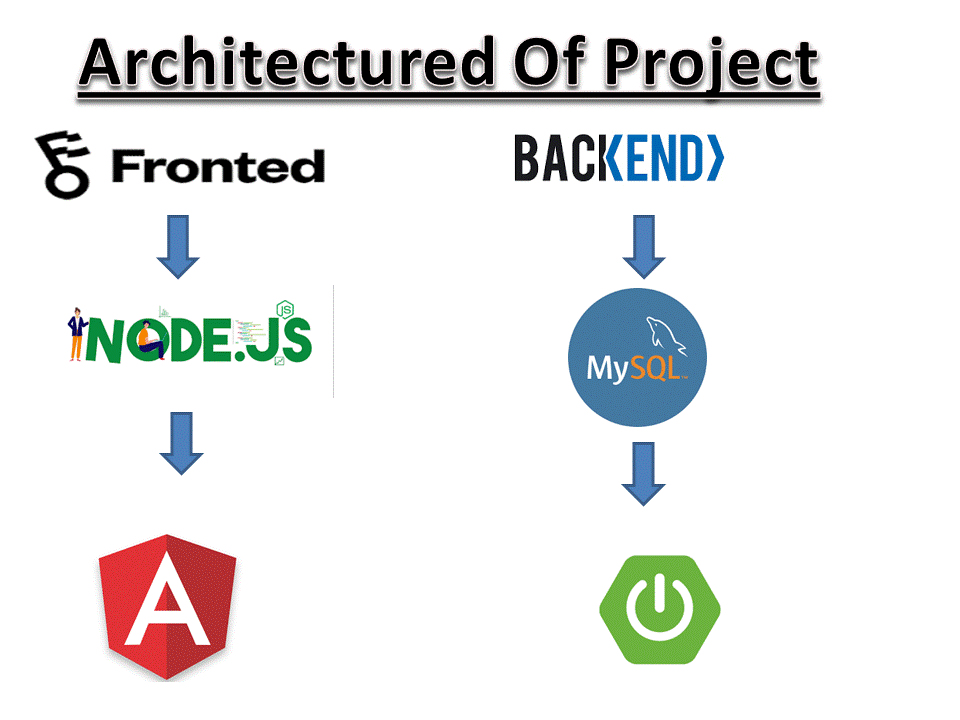 Architectured Of Project
Fronted
BACKEND
NODE.JS
JS
MySQL
A